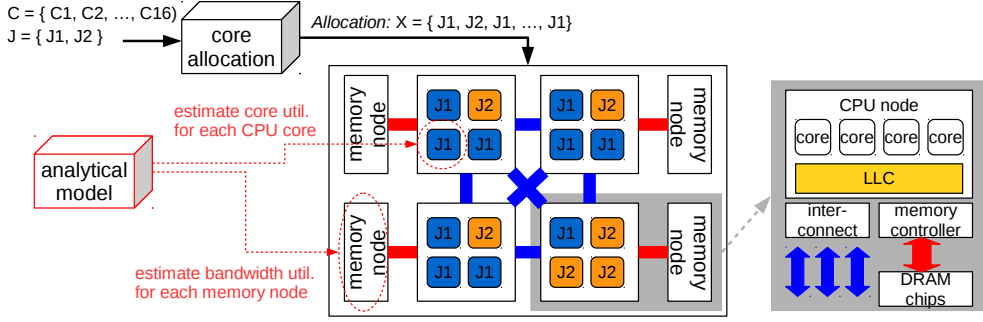 C = { C1, C2, ..., C16)
J = { J1, J2 }
core
allocation
Allocation: X = { J1, J2, J1, ..., J1}
estimate core util.
for each CPU core
analytical
model
estimate bandwidth util.
for each memory node
memory
node
J1 J2
J1 J1
J1 J2
J1 J1
memory
node
memory
node
J1 J2
J1 J1
J1 J2
J2 J2
memory
node
CPU node
core core core core
LLC
inter-
connect
memory
controller
DRAM
chips